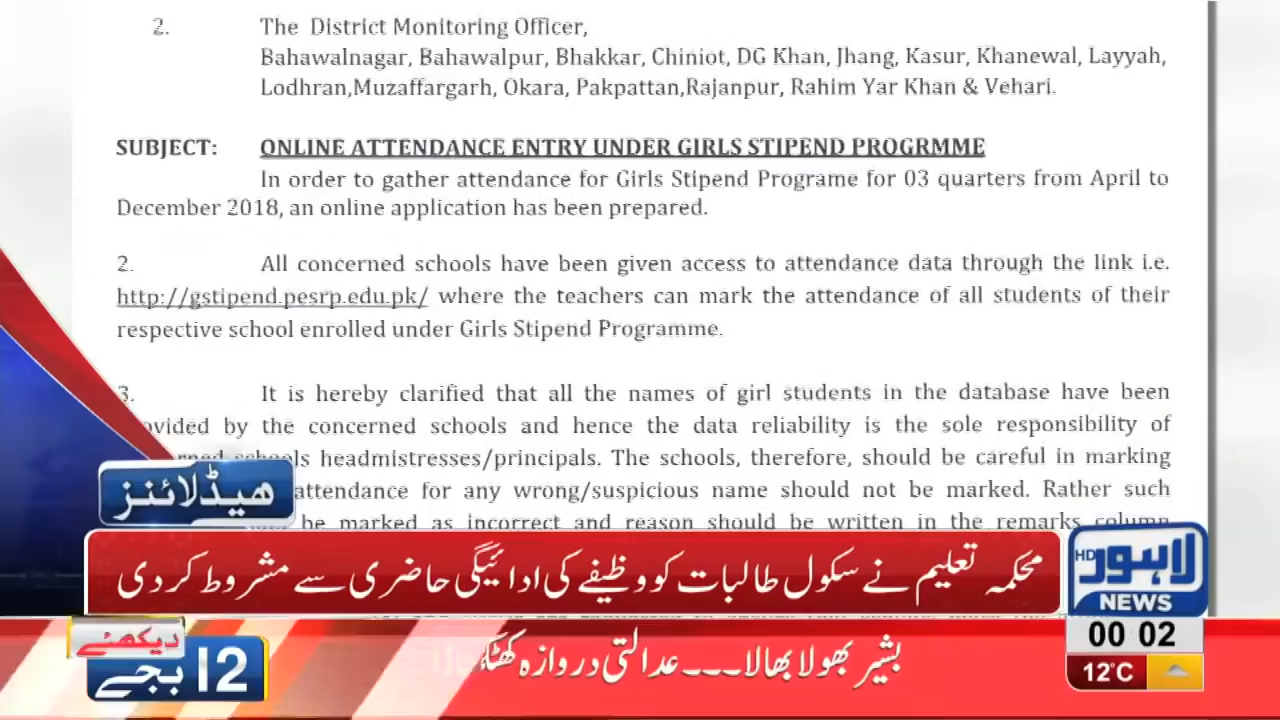 2. The District Monitoring Officer,
Bahawalnagar, Bahawalpur, Bhakkar, Chiniot, DG Khan, Jhang, Kasur, Khanewal, Layyah,
Lodhran,Muzaffargarh, Okara, Pakpattan,Rajanpur, Rahim Yar Khan & Vehari.
SUBJECT: ONLINE ATTENDANCE ENTRY UNDER GIRLS STIPEND PROGRMME
In order to gather attendance for Girls Stipend Programe for 03 quarters from April to
December 2018, an online application has been prepared.
2. All concerned schools have been given access to attendance data through the link i.e.
http://gstipend.pesrp.edu.pk/ where the teachers can mark the attendance of all students of their
respective school enrolled under Girls Stipend Programme.
3. It is hereby clarified that all the names of girl students in the database have been
ovided by the concerned schools and hence the data reliability is the sole responsibility of
schools headmistresses/principals. The schools, therefore, should be careful in marking
attendance for any wrong/suspicious name should not be marked. Rather such
be marked as incorrect and reason should be written in the remarks column
ہیڈلائنز
محکمہ تعلیم نے سکول طالبات کو وظیفے کی ادائیگی حاضری سے مشروط کر دی
لاہور HD
NEWS
00 02
12°C
دیکھئے
12 بجے
بشیر بھولا بھالا۔۔۔عدالتی دروازہ